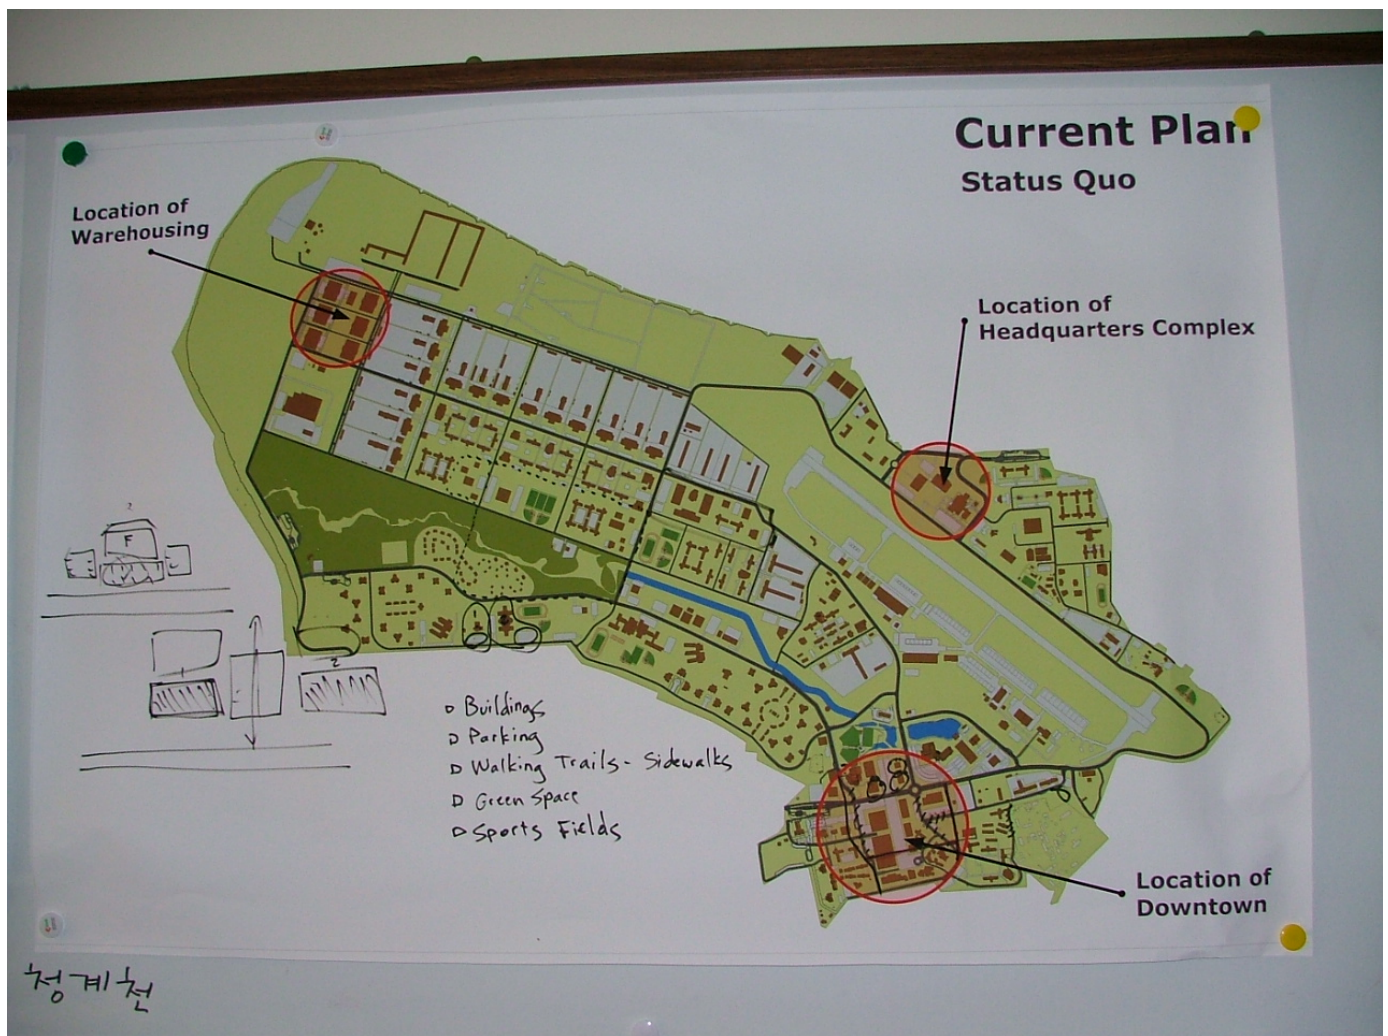 Current Plan
Status Quo
Location of
Warehousing
Location of
Headquarters Complex
F
2
▷ Buildings
▷ Parking
▷ Walking Trails - Sidewalks
▷ Green Space
▷ Sports Fields
Location of
Downtown
청계천